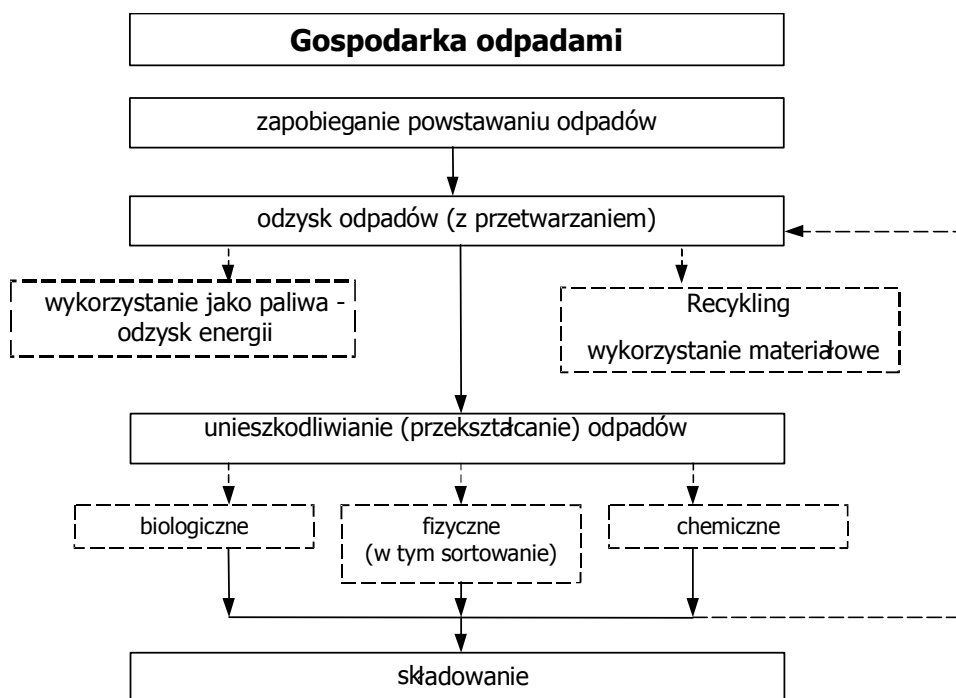 Gospodarka odpadami
zapobieganie powstawaniu odpadów
odzysk odpadów (z przetwarzaniem)
wykorzystanie jako paliwa -
odzysk energii
Recykling
wykorzystanie materiałowe
unieszkodliwianie (przekształcanie) odpadów
biologiczne
fizyczne
(w tym sortowanie)
chemiczne
składowanie